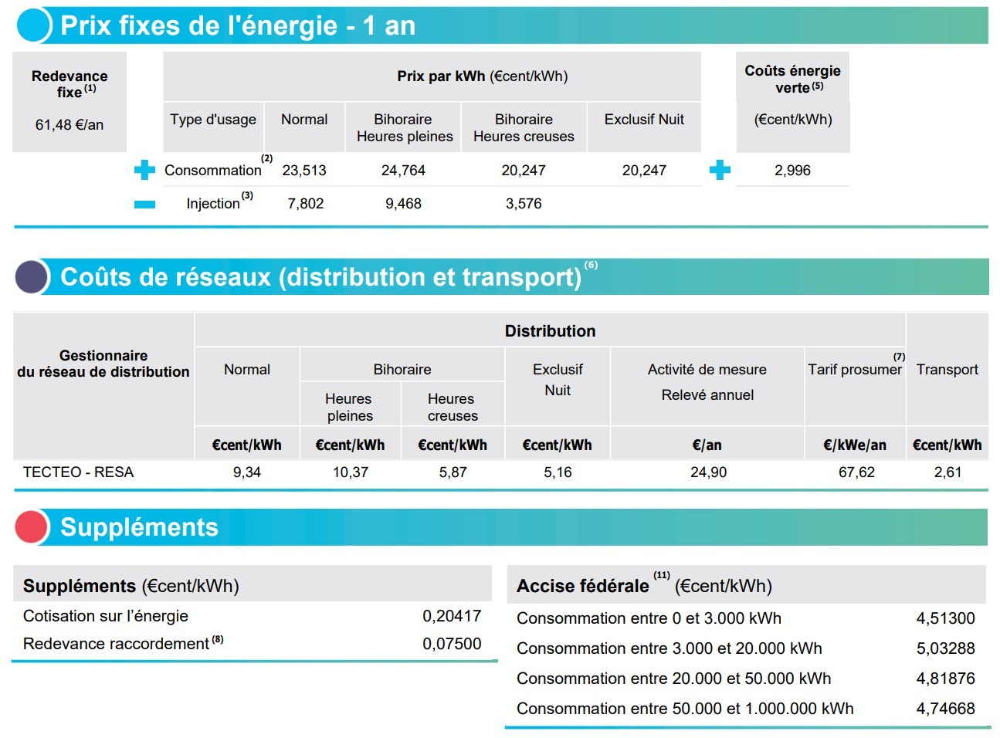 Prix fixes de l'énergie - 1 an
Redevance
fixe (1)
61,48 €/an
Prix par kWh (€cent/kWh)
Coûts énergie
verte (5)
(€cent/kWh)
Type d'usage Normal Bihoraire Heures pleines Bihoraire Heures creuses Exclusif Nuit
+ Consommation (2) 23,513 24,764 20,247 20,247 + 2,996
- Injection (3) 7,802 9,468 3,576
Coûts de réseaux (distribution et transport) (6)
Gestionnaire
du réseau de distribution
Distribution
Normal Bihoraire Exclusif Nuit Activité de mesure Relevé annuel Tarif prosumer (7) Transport
Heures pleines Heures creuses
€cent/kWh €cent/kWh €cent/kWh €cent/kWh €/an €/kWe/an €cent/kWh
TECTEO - RESA 9,34 10,37 5,87 5,16 24,90 67,62 2,61
Suppléments
Suppléments (€cent/kWh)
Cotisation sur l’énergie 0,20417
Redevance raccordement (8) 0,07500
Accise fédérale (11) (€cent/kWh)
Consommation entre 0 et 3.000 kWh 4,51300
Consommation entre 3.000 et 20.000 kWh 5,03288
Consommation entre 20.000 et 50.000 kWh 4,81876
Consommation entre 50.000 et 1.000.000 kWh 4,74668